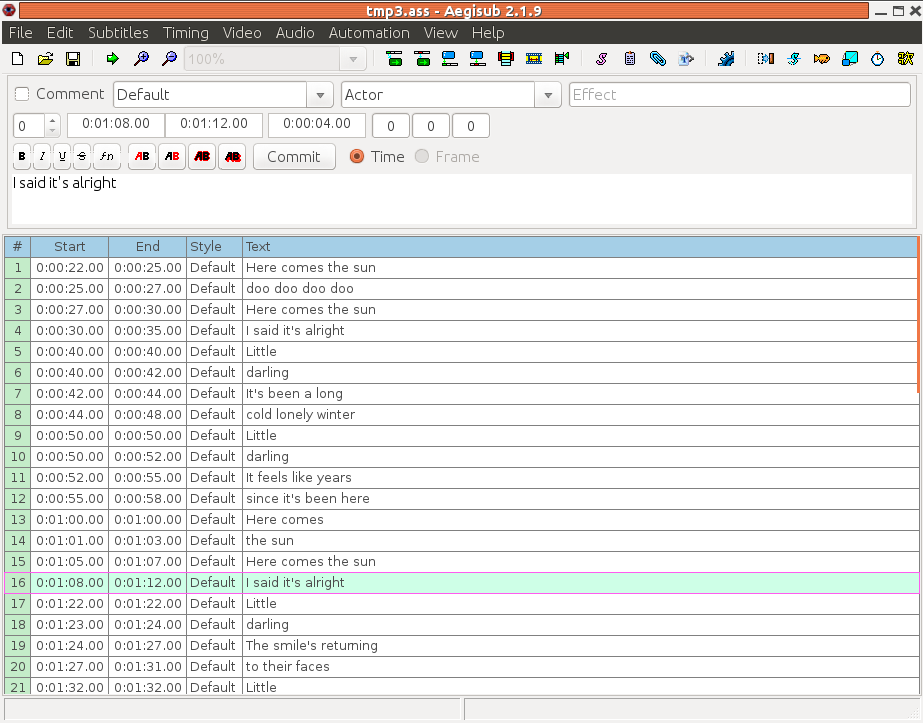 tmp3.ass - Aegisub 2.1.9
File Edit Subtitles Timing Video Audio Automation View Help
100%
Comment Default Actor Effect
0 0:01:08.00 0:01:12.00 0:00:04.00 0 0 0
B I U S fn AB AB AB AB Commit Time Frame
I said it's alright
# Start End Style Text
1 0:00:22.00 0:00:25.00 Default Here comes the sun
2 0:00:25.00 0:00:27.00 Default doo doo doo doo
3 0:00:27.00 0:00:30.00 Default Here comes the sun
4 0:00:30.00 0:00:35.00 Default I said it's alright
5 0:00:40.00 0:00:40.00 Default Little
6 0:00:40.00 0:00:42.00 Default darling
7 0:00:42.00 0:00:44.00 Default It's been a long
8 0:00:44.00 0:00:48.00 Default cold lonely winter
9 0:00:50.00 0:00:50.00 Default Little
10 0:00:50.00 0:00:52.00 Default darling
11 0:00:52.00 0:00:55.00 Default It feels like years
12 0:00:55.00 0:00:58.00 Default since it's been here
13 0:01:00.00 0:01:00.00 Default Here comes
14 0:01:01.00 0:01:03.00 Default the sun
15 0:01:05.00 0:01:07.00 Default Here comes the sun
16 0:01:08.00 0:01:12.00 Default I said it's alright
17 0:01:22.00 0:01:22.00 Default Little
18 0:01:23.00 0:01:24.00 Default darling
19 0:01:24.00 0:01:27.00 Default The smile's returning
20 0:01:27.00 0:01:31.00 Default to their faces
21 0:01:32.00 0:01:32.00 Default Little